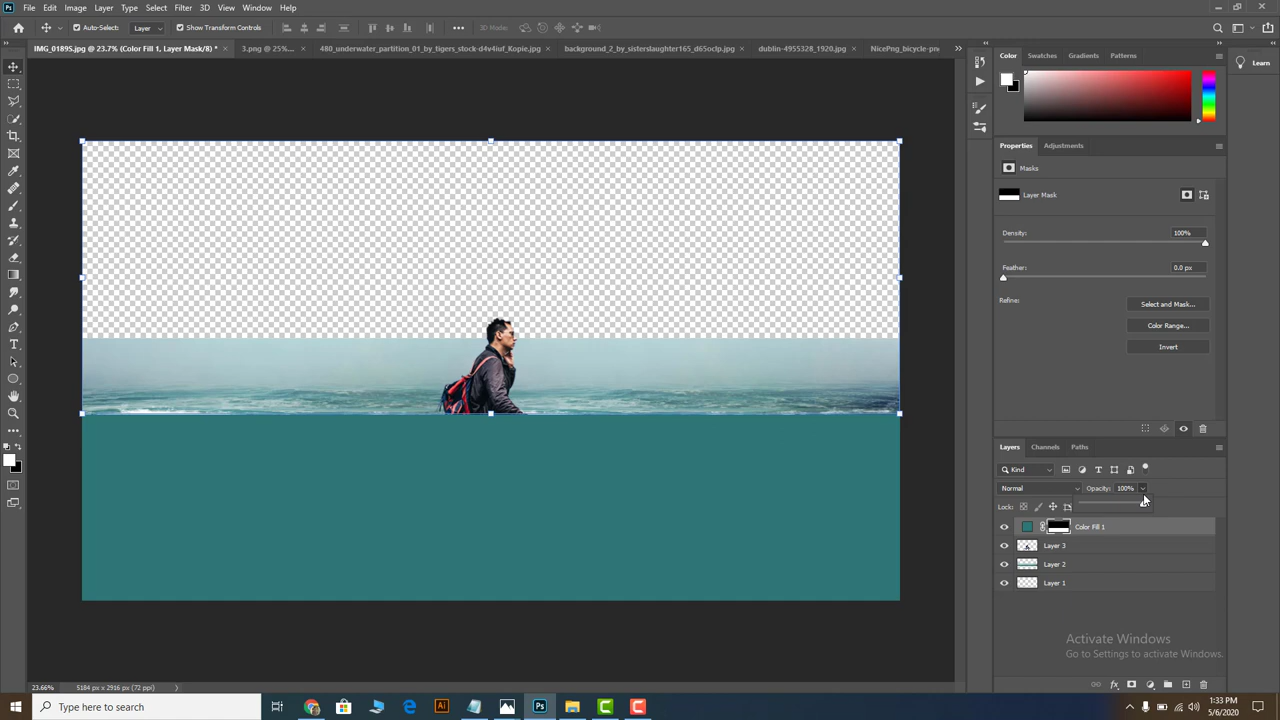 File Edit Image Layer Type Select Filter 3D View Window Help
Auto-Select: Layer Show Transform Controls 3D Mode:
IMG_0189S.jpg @ 23.7% (Color Fill 1, Layer Mask/8) * × 3.png @ 25%... × 480_underwater_partition_01_by_tigers_stock-d4v4iuf_Kopie.jpg × background_2_by_sisterslaughter165_d65oclp.jpg × dublin-4955328_1920.jpg × NicePng_bicycle-pn
Color Swatches Gradients Patterns
Learn
Properties Adjustments
Masks
Layer Mask
Density: 100%
Feather: 0.0 px
Refine: Select and Mask...
Color Range...
Invert
Layers Channels Paths
Kind
Normal Opacity: 100%
Lock:
Color Fill 1
Layer 3
Layer 2
Layer 1
Activate Windows
Go to Settings to activate Windows.
23.66% 5184 px x 2916 px (72 ppi)
Type here to search
1:33 PM
5/6/2020